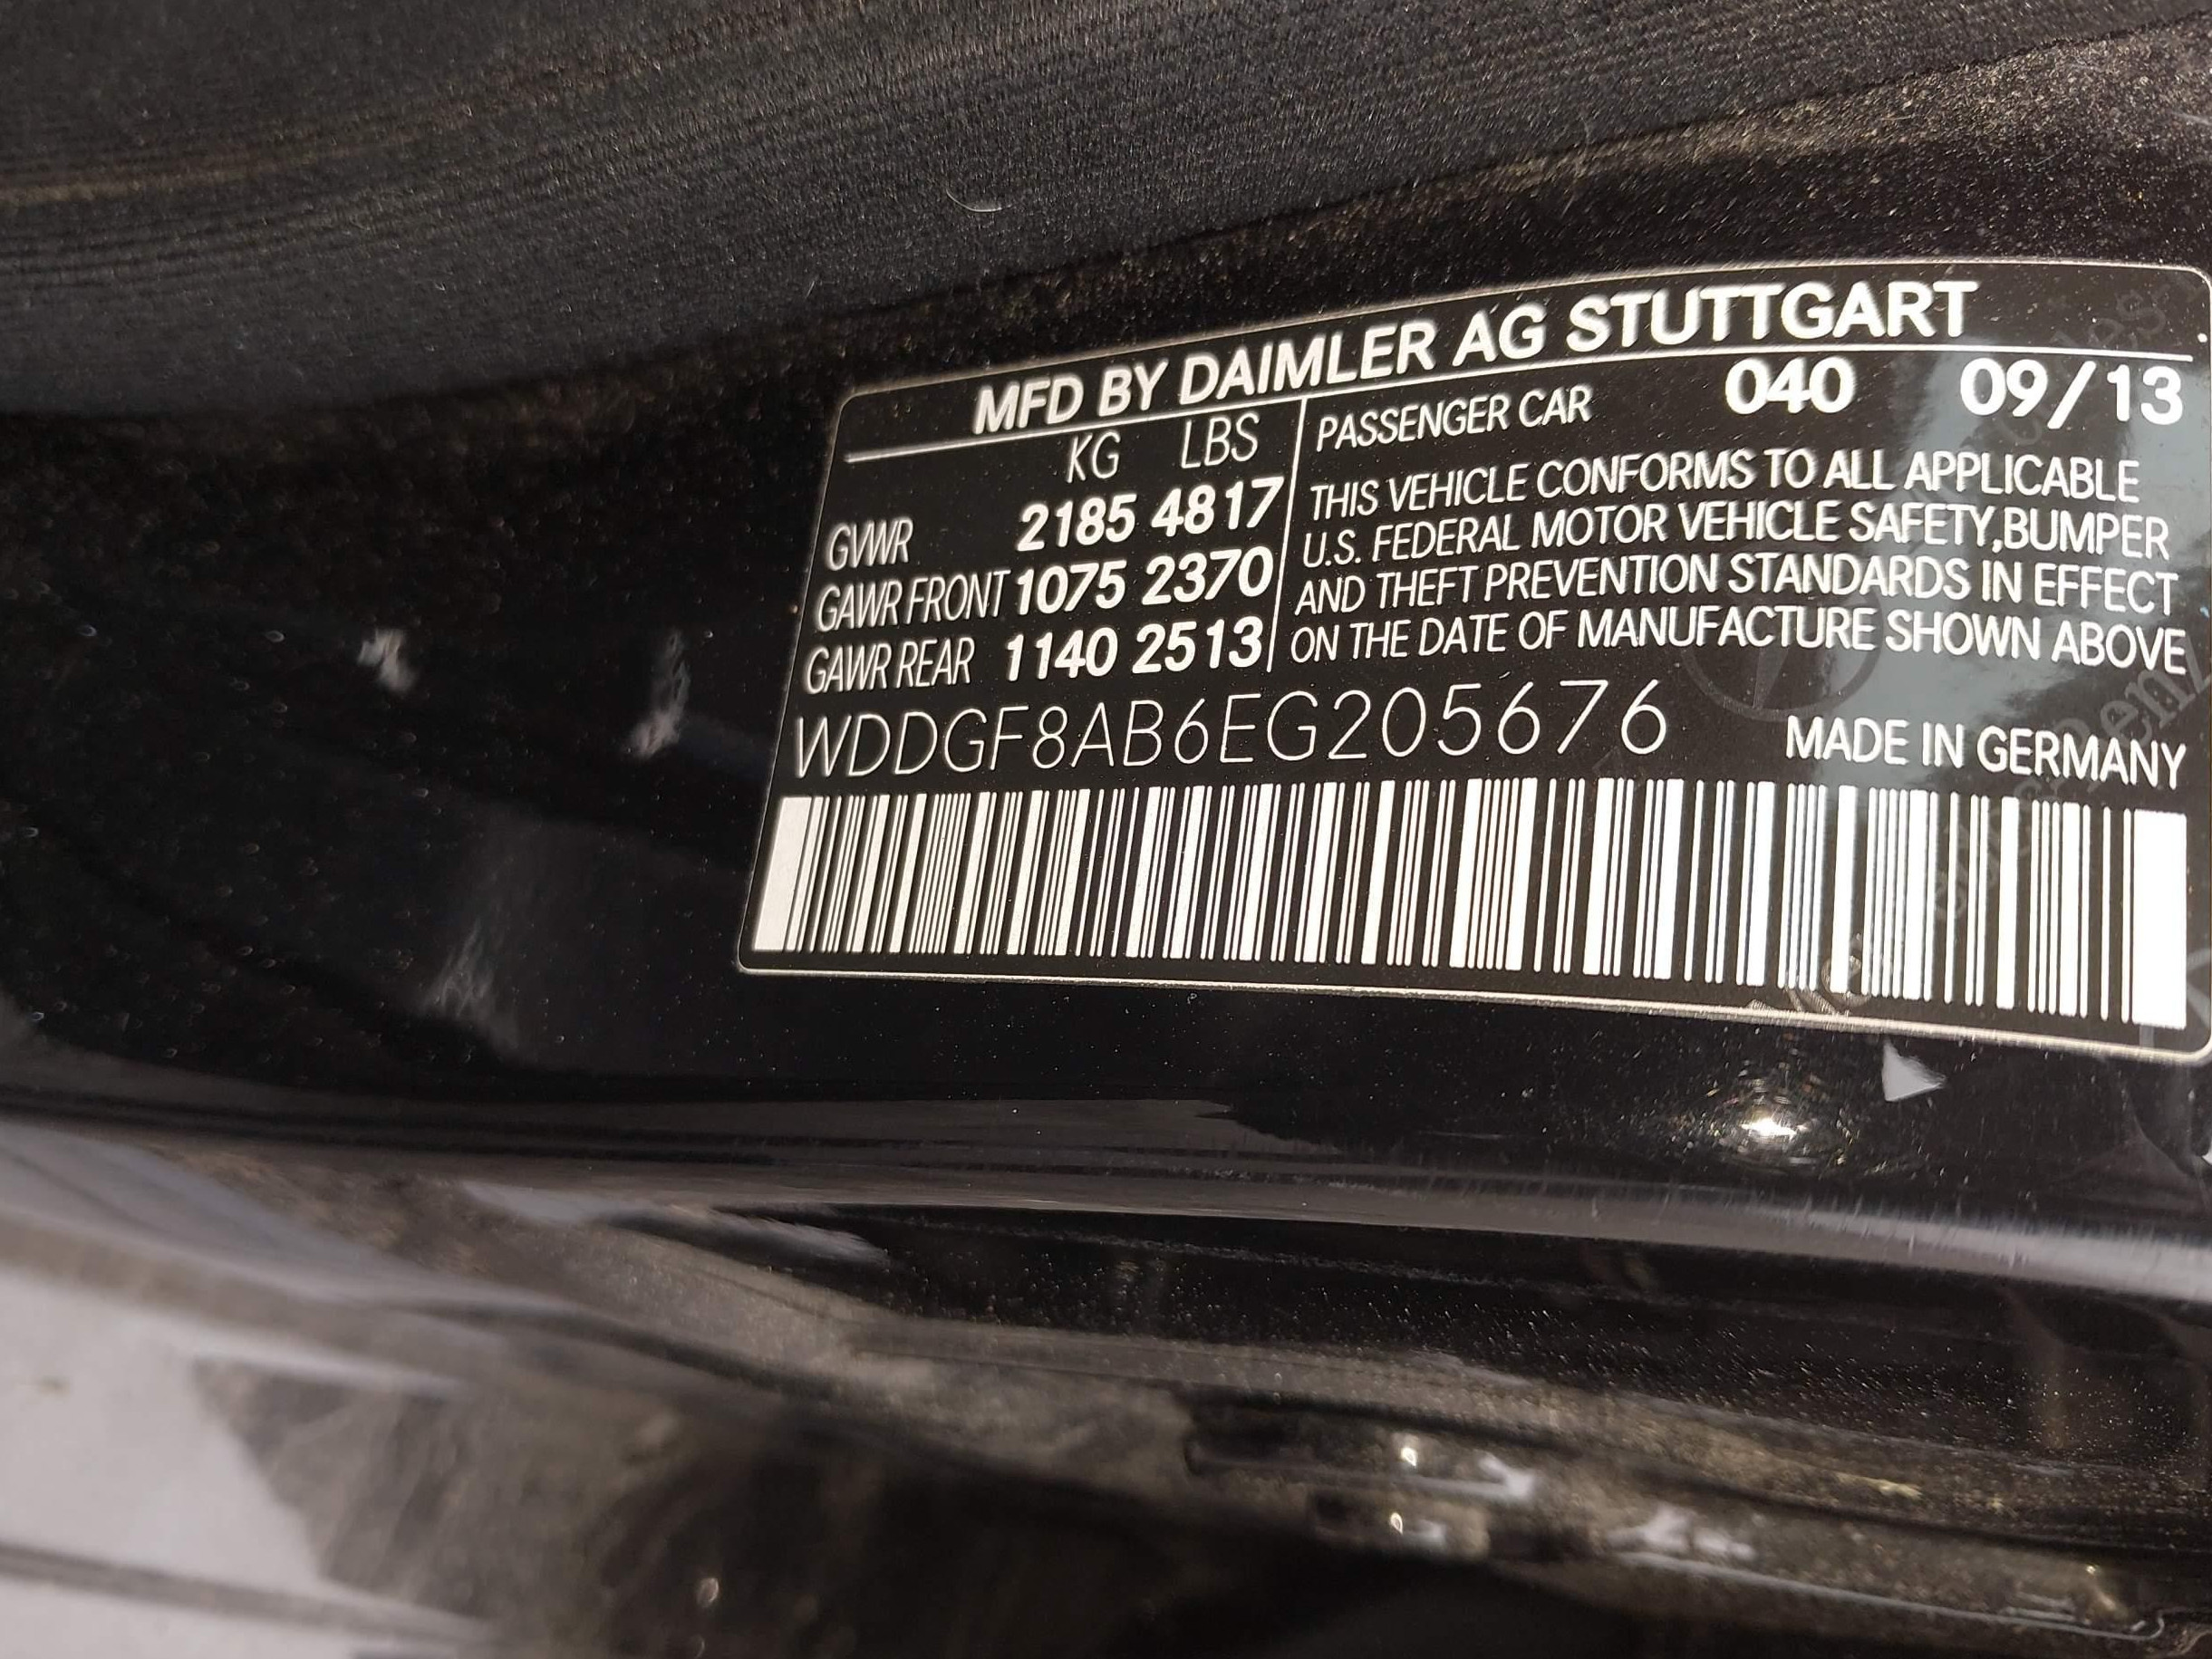 MFD BY DAIMLER AG STUTTGART
KG LBS
GVWR 2185 4817
GAWR FRONT 1075 2370
GAWR REAR 1140 2513
PASSENGER CAR 040 09/13
THIS VEHICLE CONFORMS TO ALL APPLICABLE
U.S. FEDERAL MOTOR VEHICLE SAFETY,BUMPER
AND THEFT PREVENTION STANDARDS IN EFFECT
ON THE DATE OF MANUFACTURE SHOWN ABOVE
WDDGF8AB6EG205676 MADE IN GERMANY